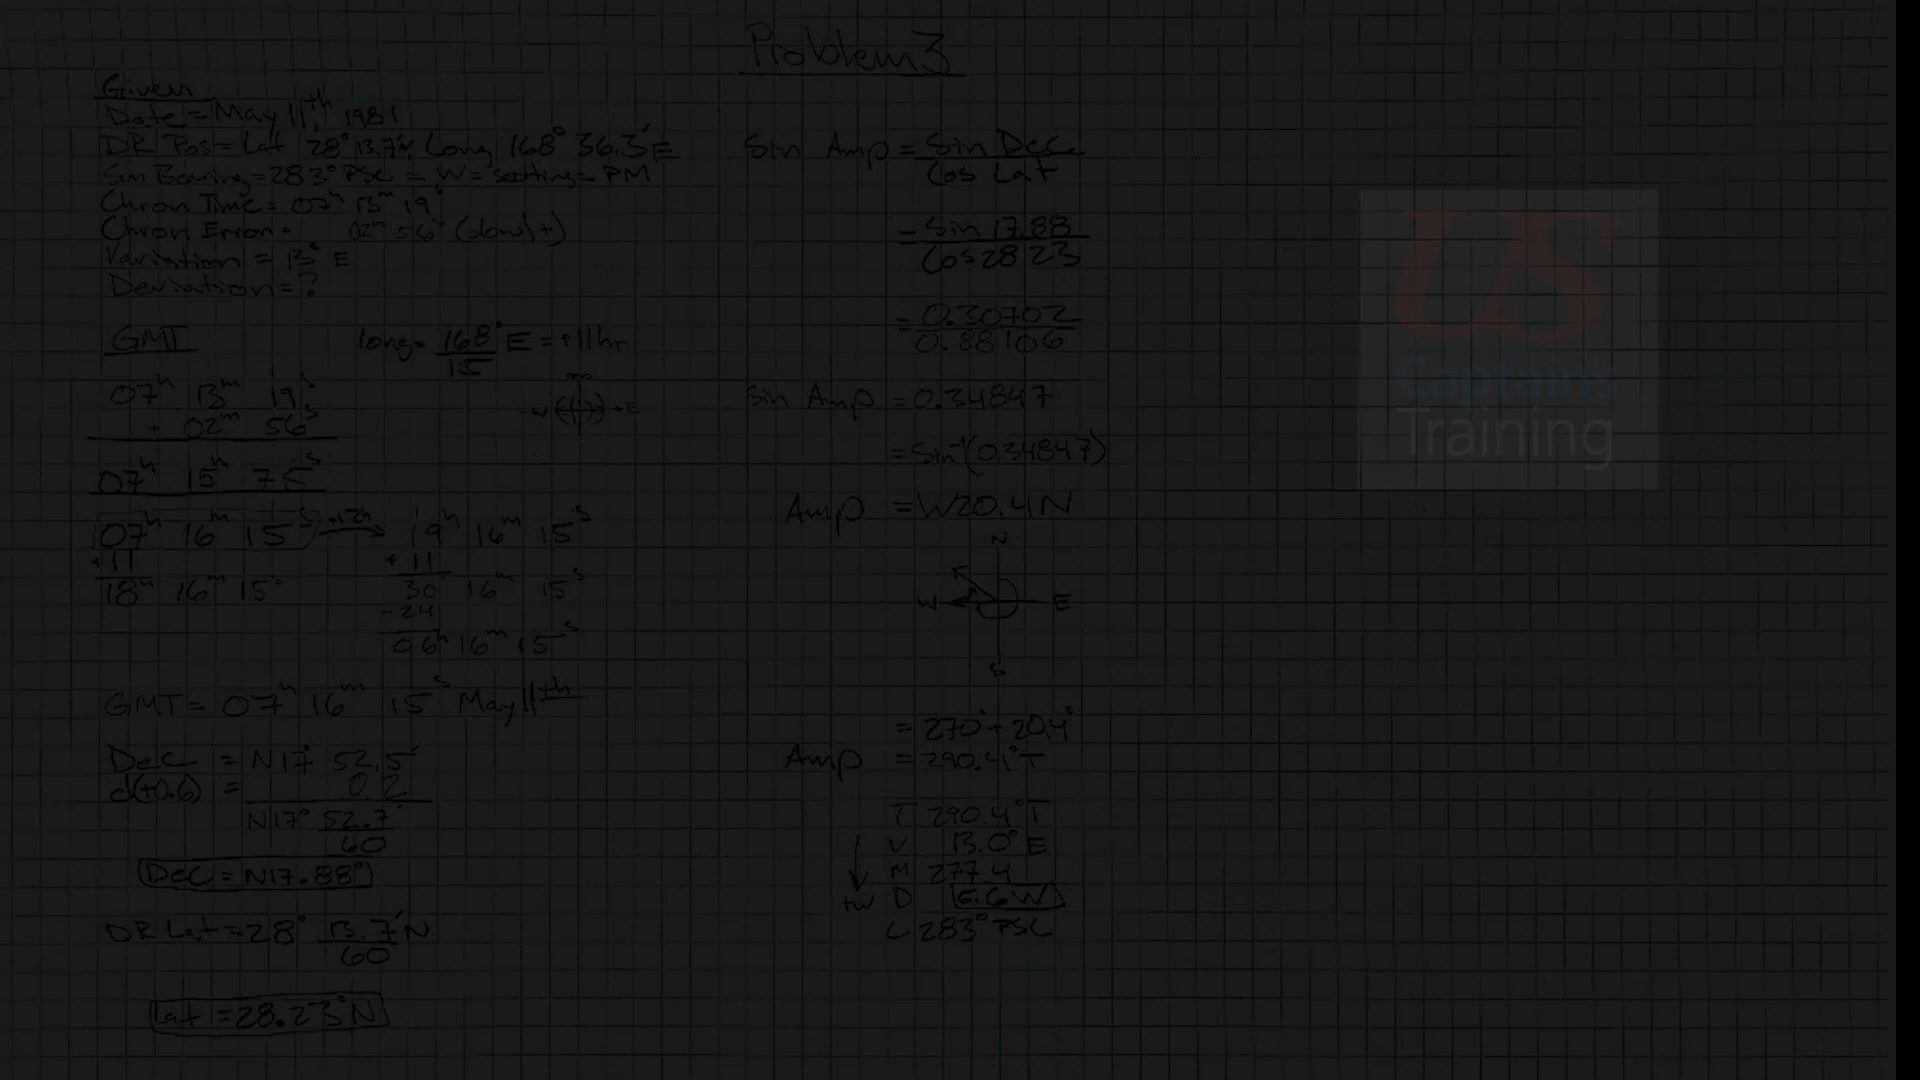 Problem 3
Given
Date = May 11th 1981
DR Pos = Lat 28° 13.7'N, Long 168° 36.3'E
Sun Bearing = 283° PSC = W = setting = PM
Chron Time = 07h 13m 19s
Chron Error = 02m 56s (slow) +)
Variation = 13° E
Deviation = ?
GMT
long = 168° E = +11hr
15
07h 13m 19s
-W +E
+ 02m 56s
07h 15m 75s
07h 16m 15s +12h → 19h 16m 15s
+11 + 11
18h 16m 15s 30 16m 15s
-24
06h 16m 15s
GMT = 07h 16m 15s May 11th
Dec = N17° 52.5'
d(+0.6) = 0.2
N17° 52.7'
60
Dec = N17.88°
DR Lat = 28° 13.7'N
60
Lat = 28.23°N
Sin Amp = Sin Dec
Cos Lat
= Sin 17.88
Cos 28 23
= 0.30702
0.88106
Sin Amp = 0.34847
= Sin-1(0.34847)
Amp = W20.4N
N
W E
S
= 270° + 20.4°
Amp = 290.4°T
T 290.4°T
V 13.0° E
M 277.4
+w D 5.6W
C 283° PSC
US
Captain's
Training